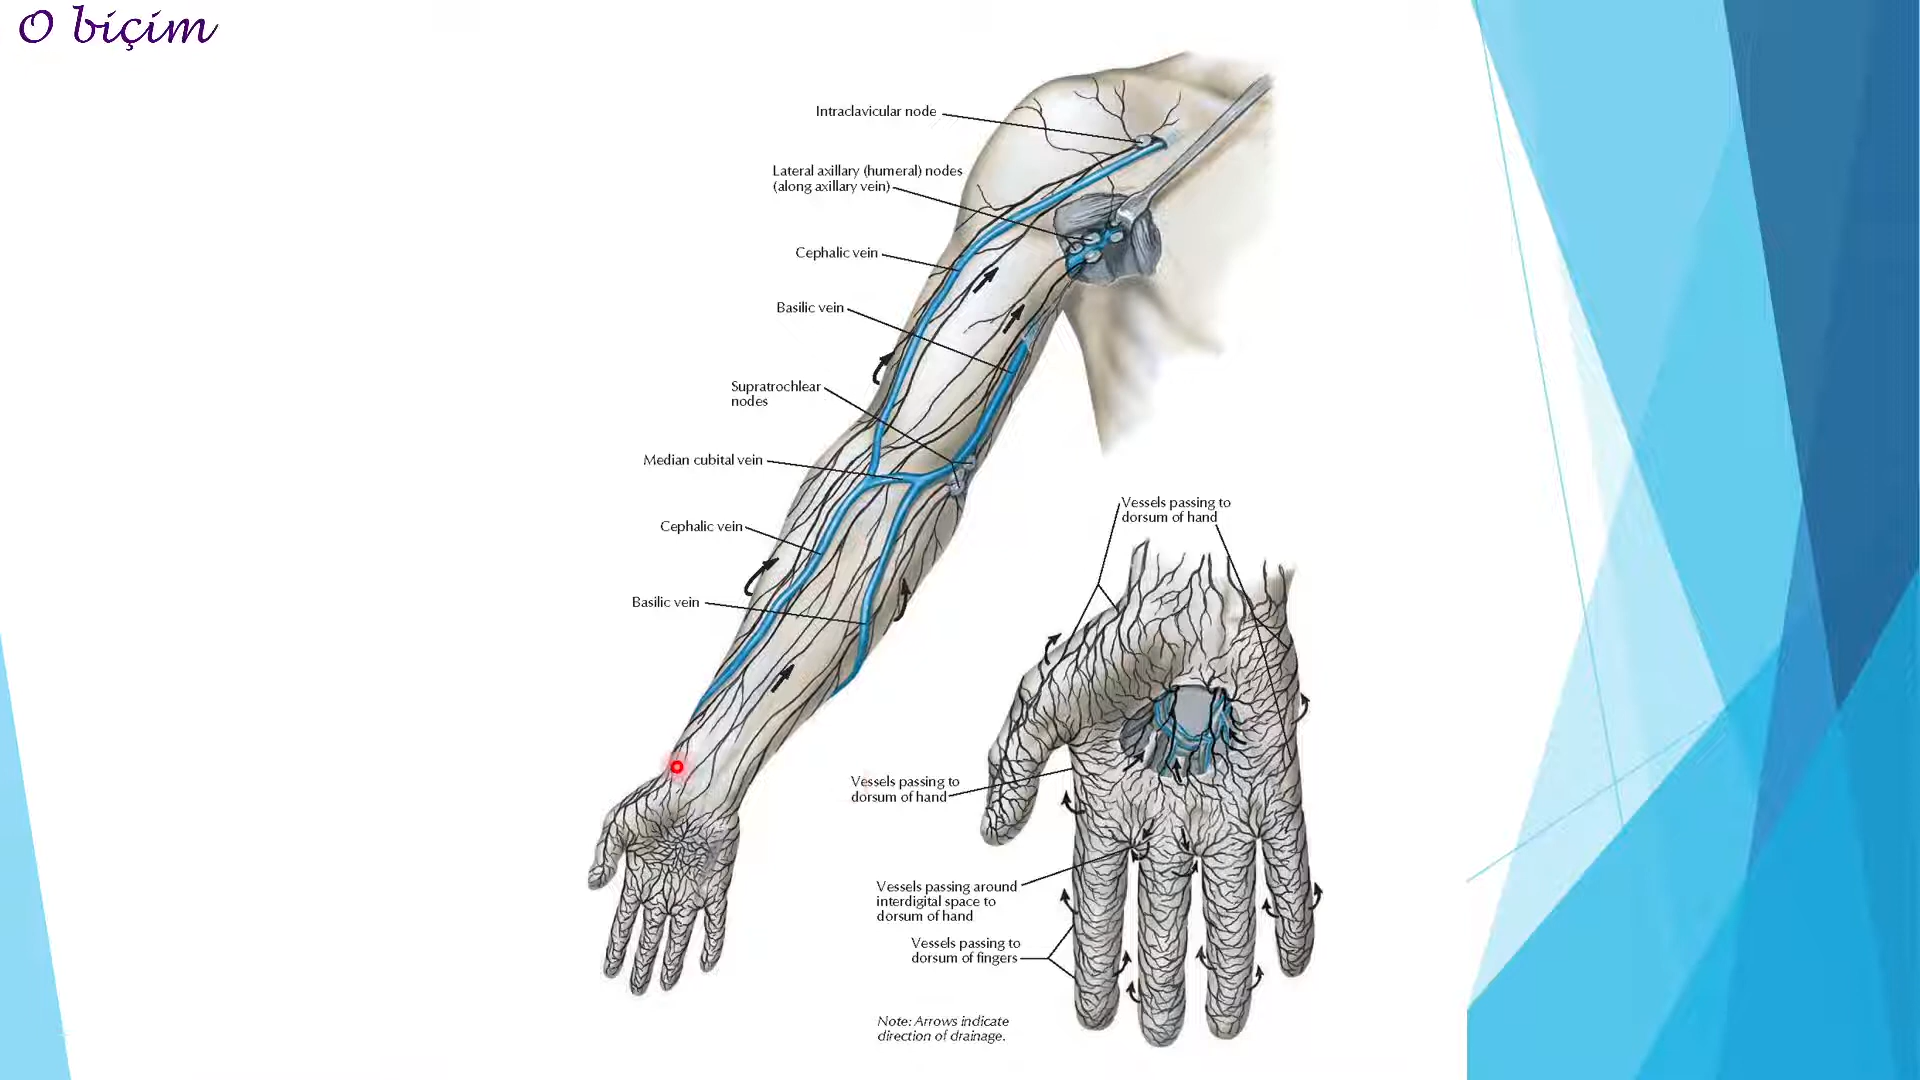 O biçim
Intraclavicular node
Lateral axillary (humeral) nodes
(along axillary vein)
Cephalic vein
Basilic vein
Supratrochlear
nodes
Median cubital vein
Cephalic vein
Basilic vein
Vessels passing to
dorsum of hand
Vessels passing to
dorsum of hand
Vessels passing around
interdigital space to
dorsum of hand
Vessels passing to
dorsum of fingers
Note: Arrows indicate
direction of drainage.